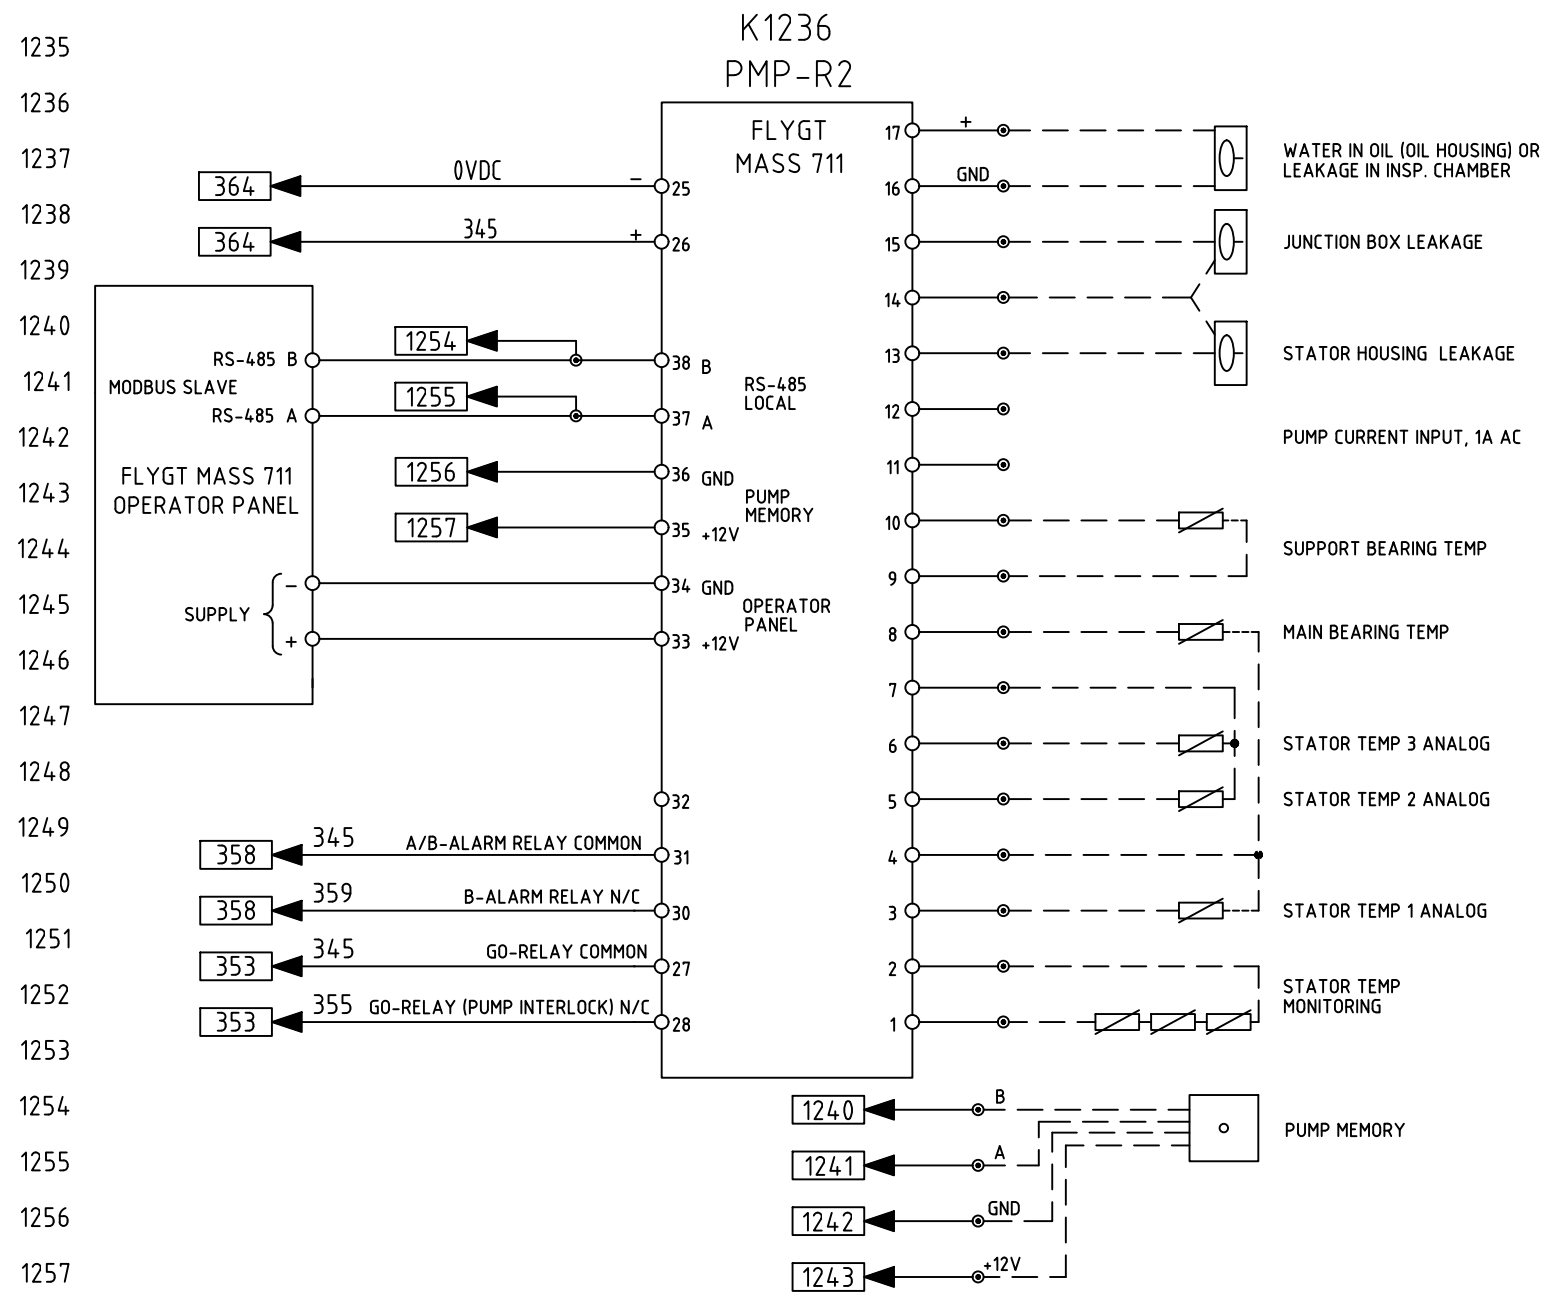 K1236
PMP-R2
1235
1236
1237
1238
1239
1240
1241
1242
1243
1244
1245
1246
1247
1248
1249
1250
1251
1252
1253
1254
1255
1256
1257
FLYGT
MASS 711
364
0VDC
-
25
364
345
+
26
RS-485 B
MODBUS SLAVE
RS-485 A
FLYGT MASS 711
OPERATOR PANEL
SUPPLY
-
+
1254
1255
1256
1257
38 B
37 A
36 GND
35 +12V
34 GND
33 +12V
RS-485
LOCAL
PUMP
MEMORY
OPERATOR
PANEL
32
358
345
A/B-ALARM RELAY COMMON
31
358
359
B-ALARM RELAY N/C
30
353
345
GO-RELAY COMMON
27
353
355
GO-RELAY (PUMP INTERLOCK) N/C
28
17
+
16
GND
WATER IN OIL (OIL HOUSING) OR
LEAKAGE IN INSP. CHAMBER
15
JUNCTION BOX LEAKAGE
14
13
STATOR HOUSING LEAKAGE
12
PUMP CURRENT INPUT, 1A AC
11
10
SUPPORT BEARING TEMP
9
8
MAIN BEARING TEMP
7
6
STATOR TEMP 3 ANALOG
5
STATOR TEMP 2 ANALOG
4
3
STATOR TEMP 1 ANALOG
2
STATOR TEMP
MONITORING
1
1240
B
1241
A
1242
GND
1243
+12V
PUMP MEMORY